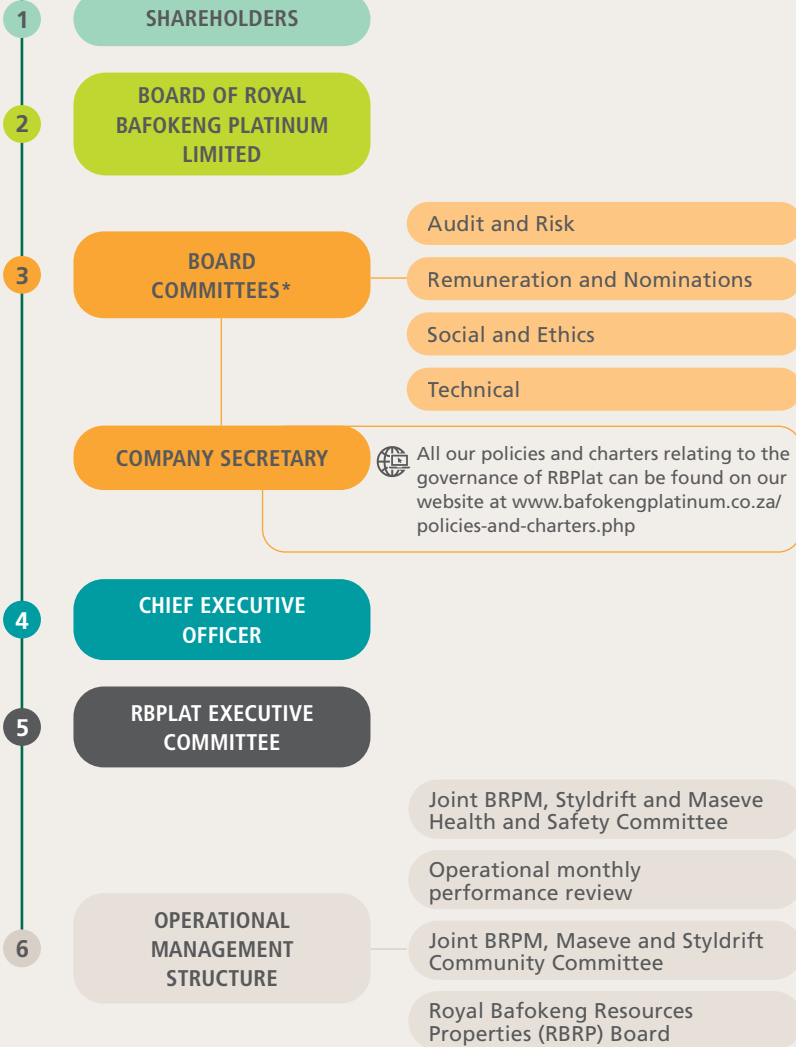 1
SHAREHOLDERS
2
BOARD OF ROYAL
BAFOKENG PLATINUM
LIMITED
3
BOARD
COMMITTEES*
Audit and Risk
Remuneration and Nominations
Social and Ethics
Technical
COMPANY SECRETARY
All our policies and charters relating to the
governance of RBPlat can be found on our
website at www.bafokengplatinum.co.za/
policies-and-charters.php
4
CHIEF EXECUTIVE
OFFICER
5
RBPLAT EXECUTIVE
COMMITTEE
6
OPERATIONAL
MANAGEMENT
STRUCTURE
Joint BRPM, Styldrift and Maseve
Health and Safety Committee
Operational monthly
performance review
Joint BRPM, Maseve and Styldrift
Community Committee
Royal Bafokeng Resources
Properties (RBRP) Board